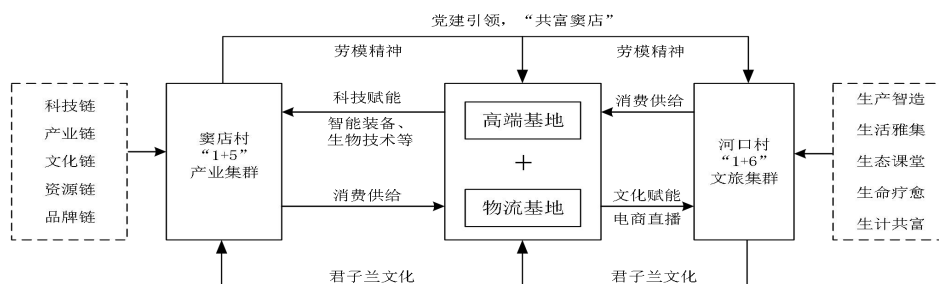 党建引领，“共富窦店”
劳模精神
劳模精神
科技链
产业链
文化链
资源链
品牌链
窦店村
“1+5”
产业集群
科技赋能
智能装备、
生物技术等
消费供给
高端基地
+
物流基地
消费供给
文化赋能
电商直播
河口村
“1+6”
文旅集群
生产智造
生活雅集
生态课堂
生命疗愈
生计共富
君子兰文化
君子兰文化